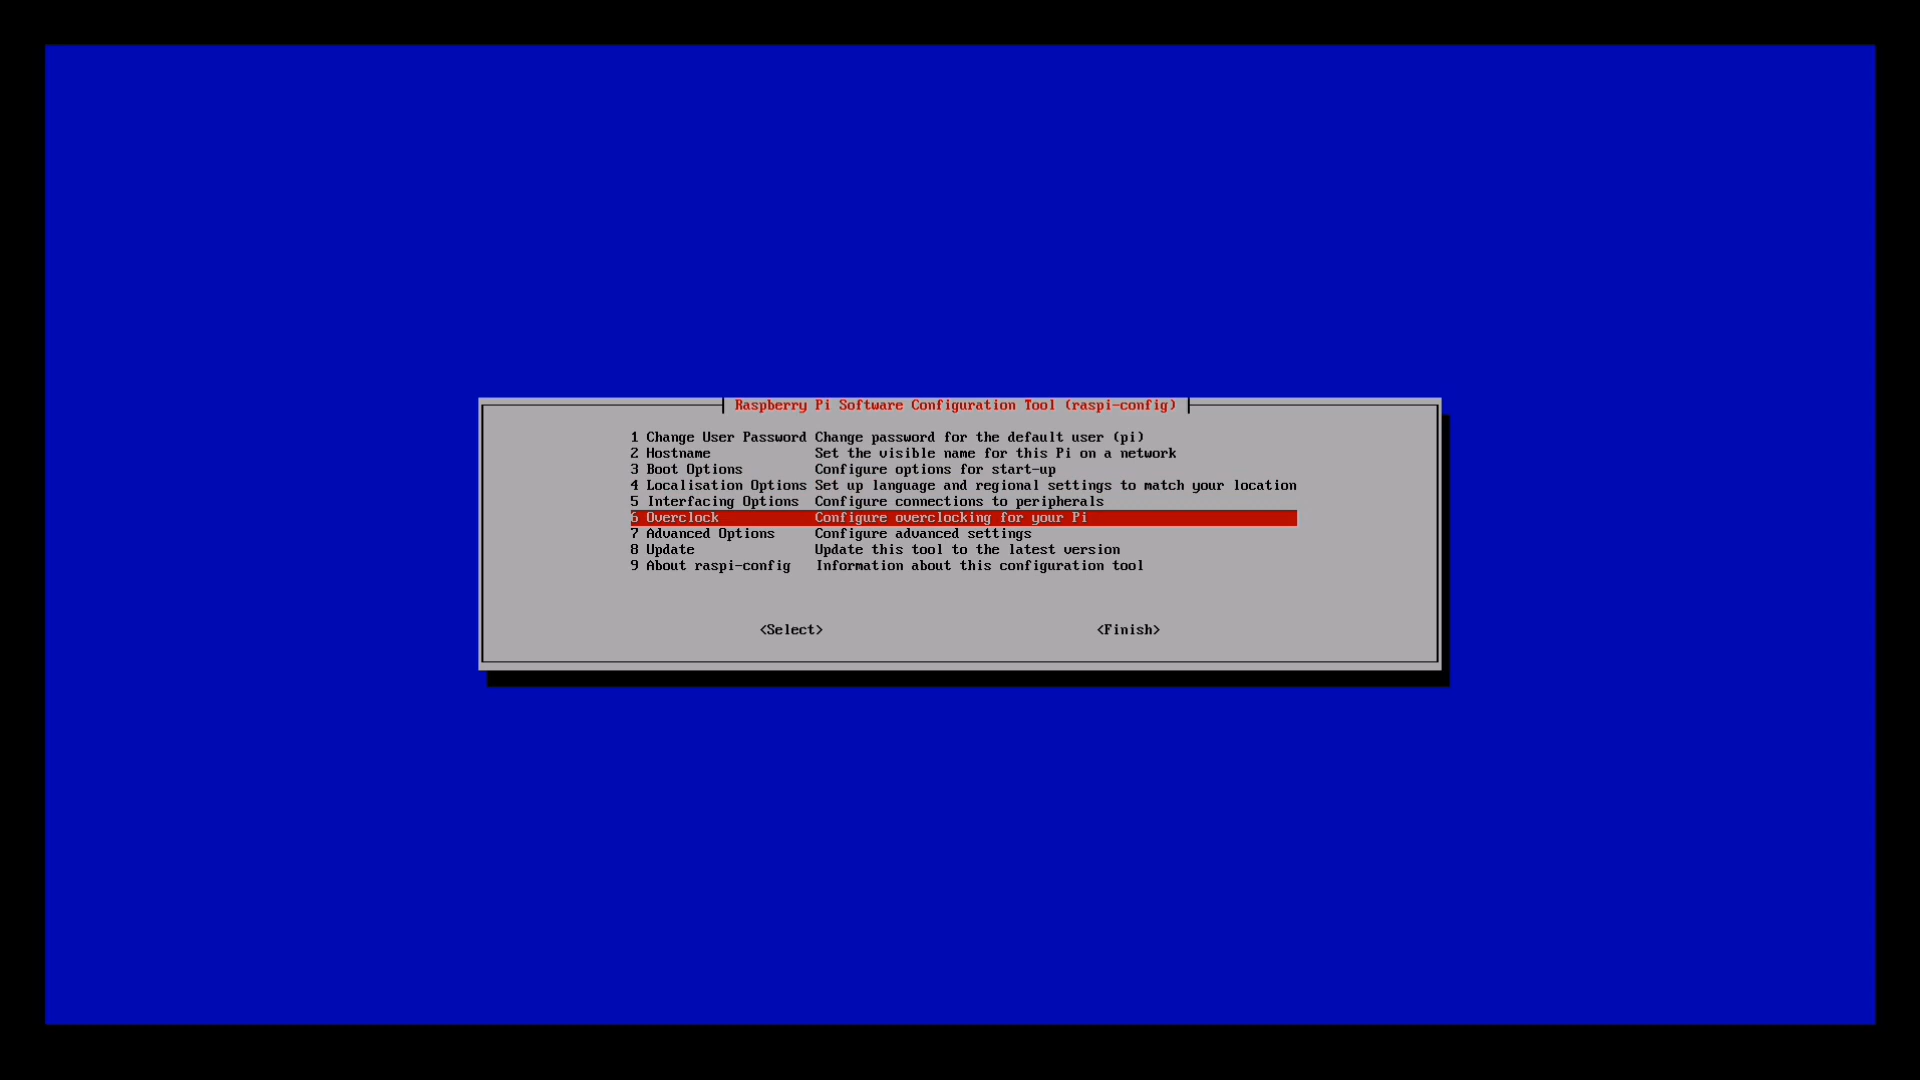 Raspberry Pi Software Configuration Tool (raspi-config)
1 Change User Password Change password for the default user (pi)
2 Hostname Set the visible name for this Pi on a network
3 Boot Options Configure options for start-up
4 Localisation Options Set up language and regional settings to match your location
5 Interfacing Options Configure connections to peripherals
6 Overclock Configure overclocking for your Pi
7 Advanced Options Configure advanced settings
8 Update Update this tool to the latest version
9 About raspi-config Information about this configuration tool
<Select> <Finish>